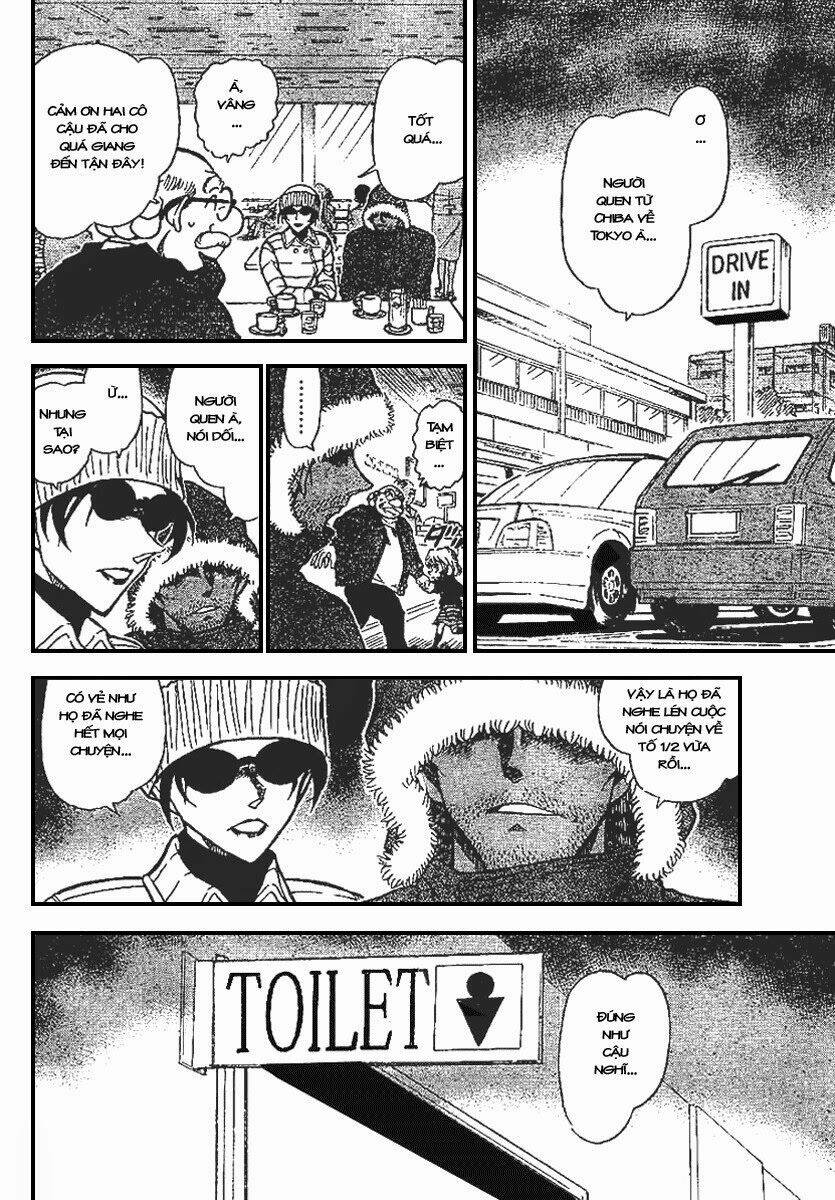 Ơ
...
NGƯỜI
QUEN TỪ
CHIBA VỀ
TOKYO À...
DRIVE
IN
TỐT
QUÁ...
À,
VÂNG
...
CẢM ƠN HAI CÔ
CẬU ĐÃ CHO
QUÁ GIANG
ĐẾN TẬN ĐÂY!
TẠM
BIỆT
...
........
NGƯỜI
QUEN À,
NÓI DỐI...
Ừ...
NHƯNG
TẠI
SAO?
VẬY LÀ HỌ ĐÃ
NGHE LÉN CUỘC
NÓI CHUYỆN VỀ
TỐ 1/2 VỪA
RỒI...
CÓ VẺ NHƯ
HỌ ĐÃ NGHE
HẾT MỌI
CHUYỆN...
TOILET
ĐÚNG
NHƯ
CẬU
NGHĨ...